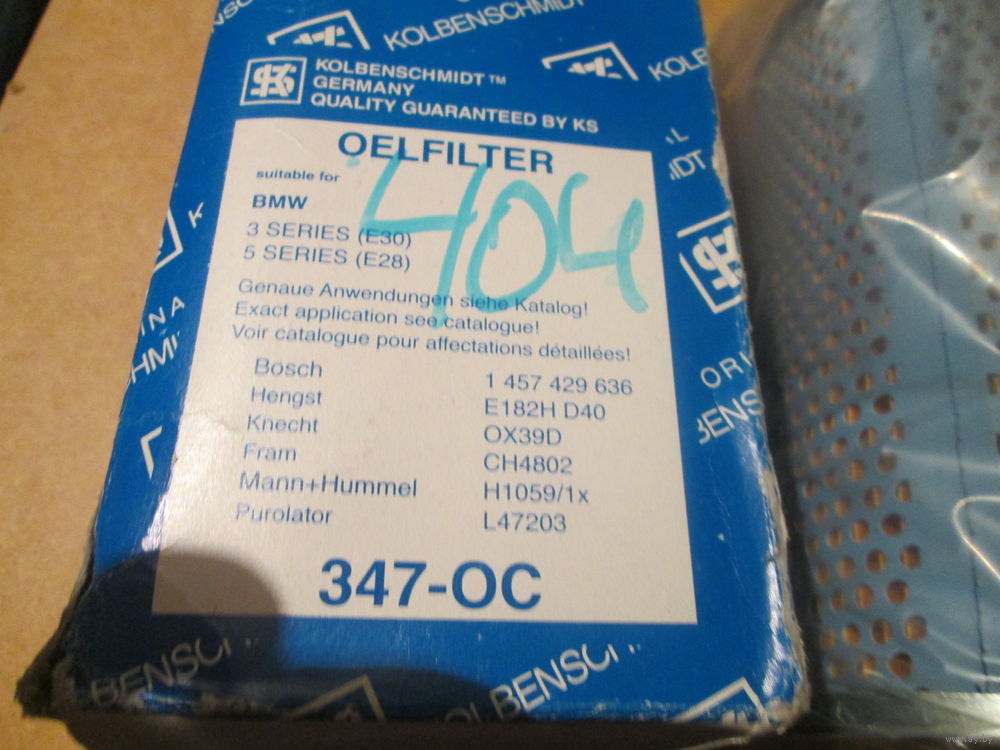 KOLBENSCHMIDT
KOLBENSCHMIDT™
GERMANY
QUALITY GUARANTEED BY KS
OELFILTER
suitable for
BMW
404
3 SERIES (E30)
5 SERIES (E28)
Genaue Anwendungen siehe Katalog!
Exact application see catalogue!
Voir catalogue pour affectations détaillées!
Bosch 1 457 429 636
Hengst E182H D40
Knecht OX39D
Fram CH4802
Mann+Hummel H1059/1x
Purolator L47203
347-OC